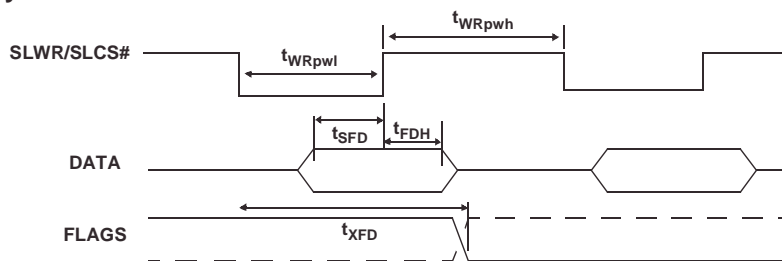 tWRpwh
SLWR/SLCS#
tWRpwl
tSFD
tFDH
DATA
FLAGS
tXFD